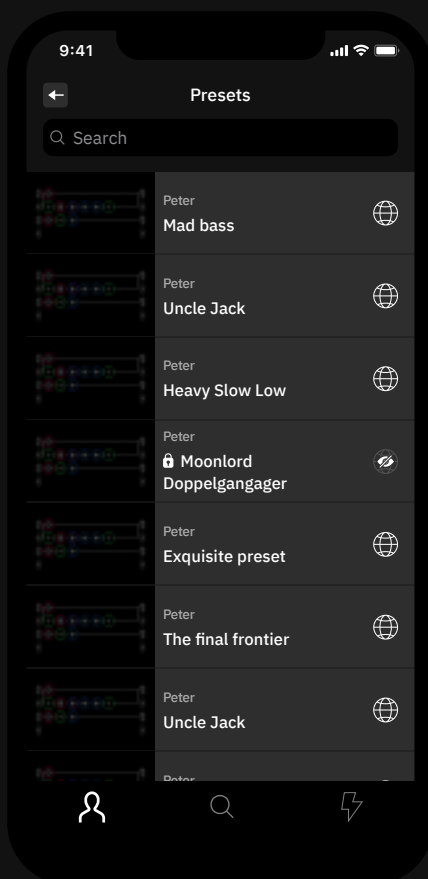 9:41
Presets
Search
Peter
Mad bass
Peter
Uncle Jack
Peter
Heavy Slow Low
Peter
Moonlord
Doppelgangager
Peter
Exquisite preset
Peter
The final frontier
Peter
Uncle Jack
Peter